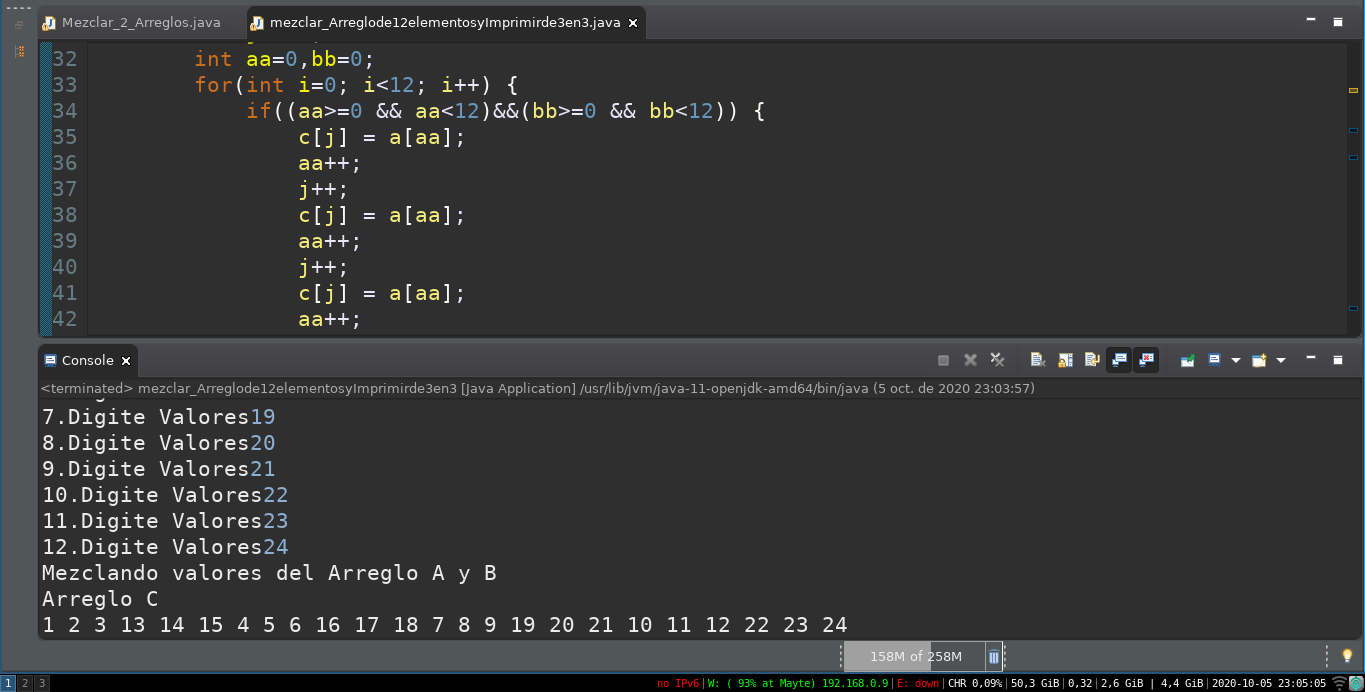 Mezclar_2_Arreglos.java mezclar_Arreglode12elementosyImprimirde3en3.java
32 int aa=0,bb=0;
33 for(int i=0; i<12; i++) {
34 if((aa>=0 && aa<12)&&(bb>=0 && bb<12)) {
35 c[j] = a[aa];
36 aa++;
37 j++;
38 c[j] = a[aa];
39 aa++;
40 j++;
41 c[j] = a[aa];
42 aa++;
Console
<terminated> mezclar_Arreglode12elementosyImprimirde3en3 [Java Application] /usr/lib/jvm/java-11-openjdk-amd64/bin/java (5 oct. de 2020 23:03:57)
7.Digite Valores19
8.Digite Valores20
9.Digite Valores21
10.Digite Valores22
11.Digite Valores23
12.Digite Valores24
Mezclando valores del Arreglo A y B
Arreglo C
1 2 3 13 14 15 4 5 6 16 17 18 7 8 9 19 20 21 10 11 12 22 23 24
158M of 258M
1 2 3 no IPv6|W: ( 93% at Mayte) 192.168.0.9|E: down|CHR 0,09%|50,3 GiB|0,32|2,6 GiB | 4,4 GiB|2020-10-05 23:05:05